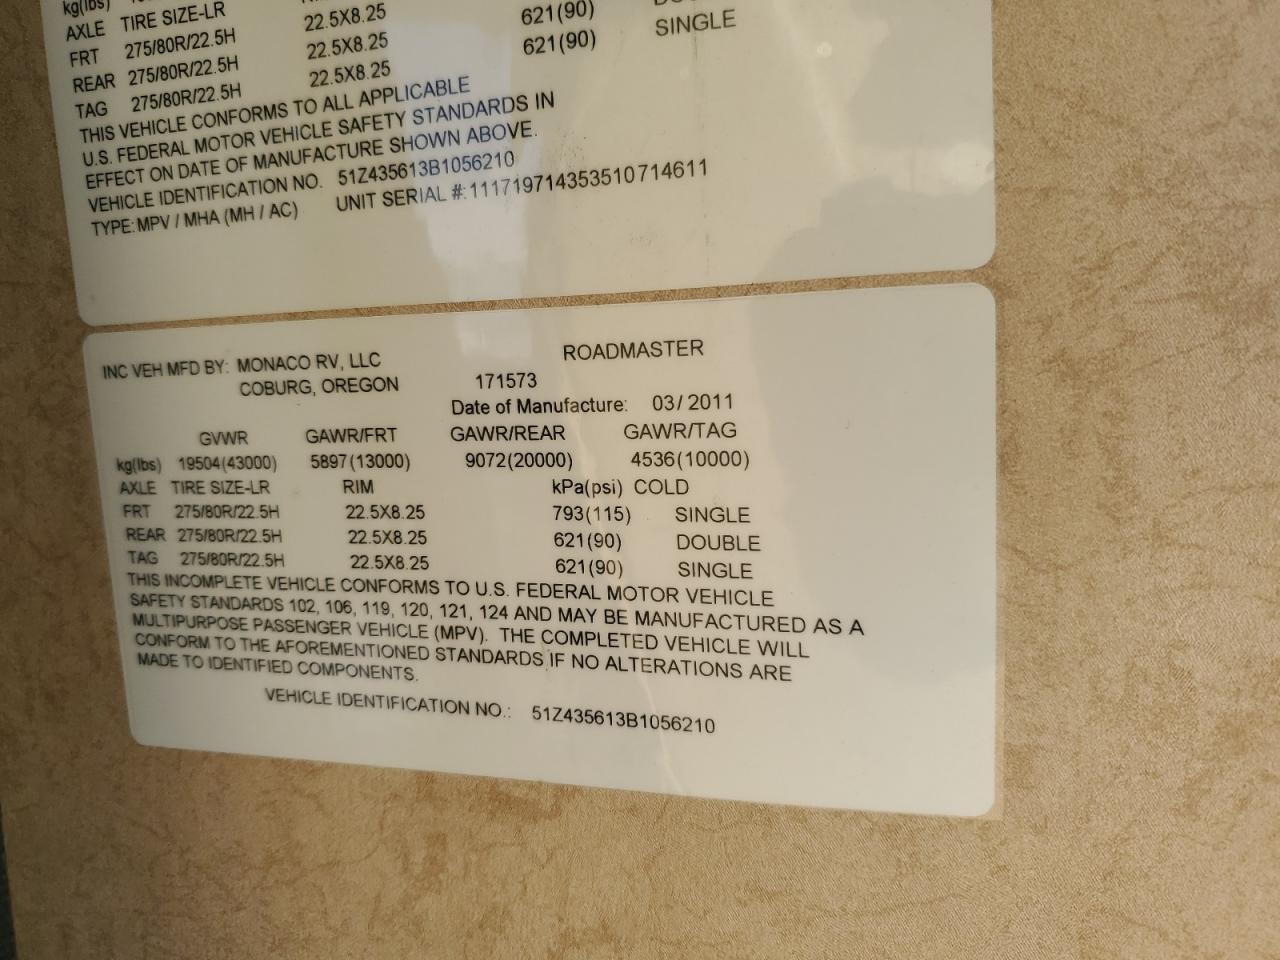 kg(lbs)
AXLE TIRE SIZE-LR
FRT 275/80R/22.5H 22.5X8.25
REAR 275/80R/22.5H 22.5X8.25 621(90)
TAG 275/80R/22.5H 22.5X8.25 621(90) SINGLE
THIS VEHICLE CONFORMS TO ALL APPLICABLE
U.S. FEDERAL MOTOR VEHICLE SAFETY STANDARDS IN
EFFECT ON DATE OF MANUFACTURE SHOWN ABOVE.
VEHICLE IDENTIFICATION NO. 51Z435613B1056210
TYPE: MPV / MHA (MH / AC) UNIT SERIAL #: 111719714353510714611
INC VEH MFD BY: MONACO RV, LLC ROADMASTER
COBURG, OREGON 171573
Date of Manufacture: 03/ 2011
GVWR GAWR/FRT GAWR/REAR GAWR/TAG
kg(lbs) 19504(43000) 5897(13000) 9072(20000) 4536(10000)
AXLE TIRE SIZE-LR RIM kPa(psi) COLD
FRT 275/80R/22.5H 22.5X8.25 793(115) SINGLE
REAR 275/80R/22.5H 22.5X8.25 621(90) DOUBLE
TAG 275/80R/22.5H 22.5X8.25 621(90) SINGLE
THIS INCOMPLETE VEHICLE CONFORMS TO U.S. FEDERAL MOTOR VEHICLE
SAFETY STANDARDS 102, 106, 119, 120, 121, 124 AND MAY BE MANUFACTURED AS A
MULTIPURPOSE PASSENGER VEHICLE (MPV). THE COMPLETED VEHICLE WILL
CONFORM TO THE AFOREMENTIONED STANDARDS IF NO ALTERATIONS ARE
MADE TO IDENTIFIED COMPONENTS.
VEHICLE IDENTIFICATION NO.: 51Z435613B1056210